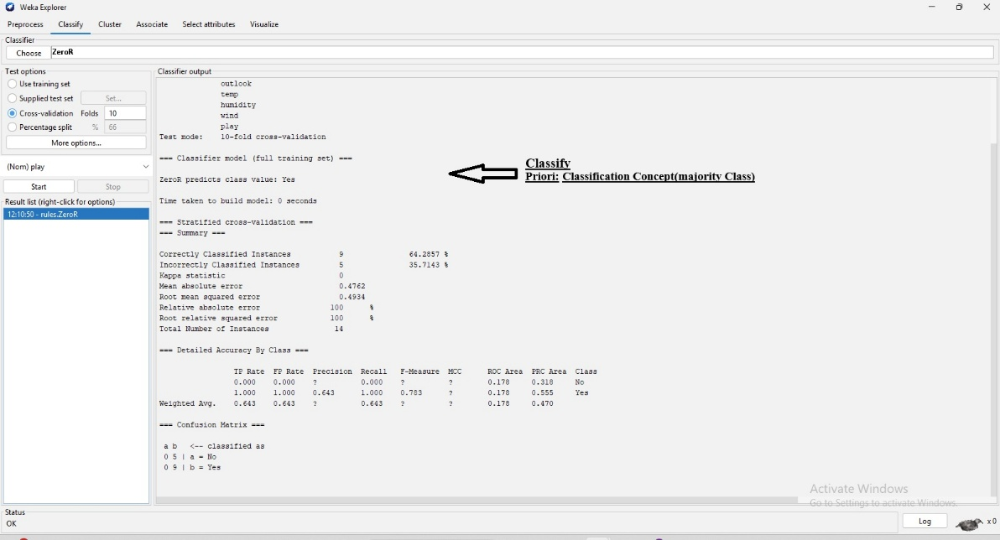 Weka Explorer
Preprocess Classify Cluster Associate Select attributes Visualize
Classifier
Choose ZeroR
Test options
Use training set
Supplied test set Set...
Cross-validation Folds 10
Percentage split % 66
More options...
(Nom) play
Start Stop
Result list (right-click for options)
12:10:50 - rules.ZeroR
Classifier output
outlook
temp
humidity
wind
play
Test mode: 10-fold cross-validation
=== Classifier model (full training set) ===
ZeroR predicts class value: Yes
Time taken to build model: 0 seconds
=== Stratified cross-validation ===
=== Summary ===
Correctly Classified Instances 9 64.2857 %
Incorrectly Classified Instances 5 35.7143 %
Kappa statistic 0
Mean absolute error 0.4762
Root mean squared error 0.4934
Relative absolute error 100 %
Root relative squared error 100 %
Total Number of Instances 14
=== Detailed Accuracy By Class ===
TP Rate FP Rate Precision Recall F-Measure MCC ROC Area PRC Area Class
0.000 0.000 ? 0.000 ? ? 0.178 0.318 No
1.000 1.000 0.643 1.000 0.783 ? 0.178 0.555 Yes
Weighted Avg. 0.643 0.643 ? 0.643 ? ? 0.178 0.470
=== Confusion Matrix ===
a b <-- classified as
0 5 | a = No
0 9 | b = Yes
Classify
Priori: Classification Concept(majority Class)
Activate Windows
Go to Settings to activate Windows.
Status
OK
Log x 0